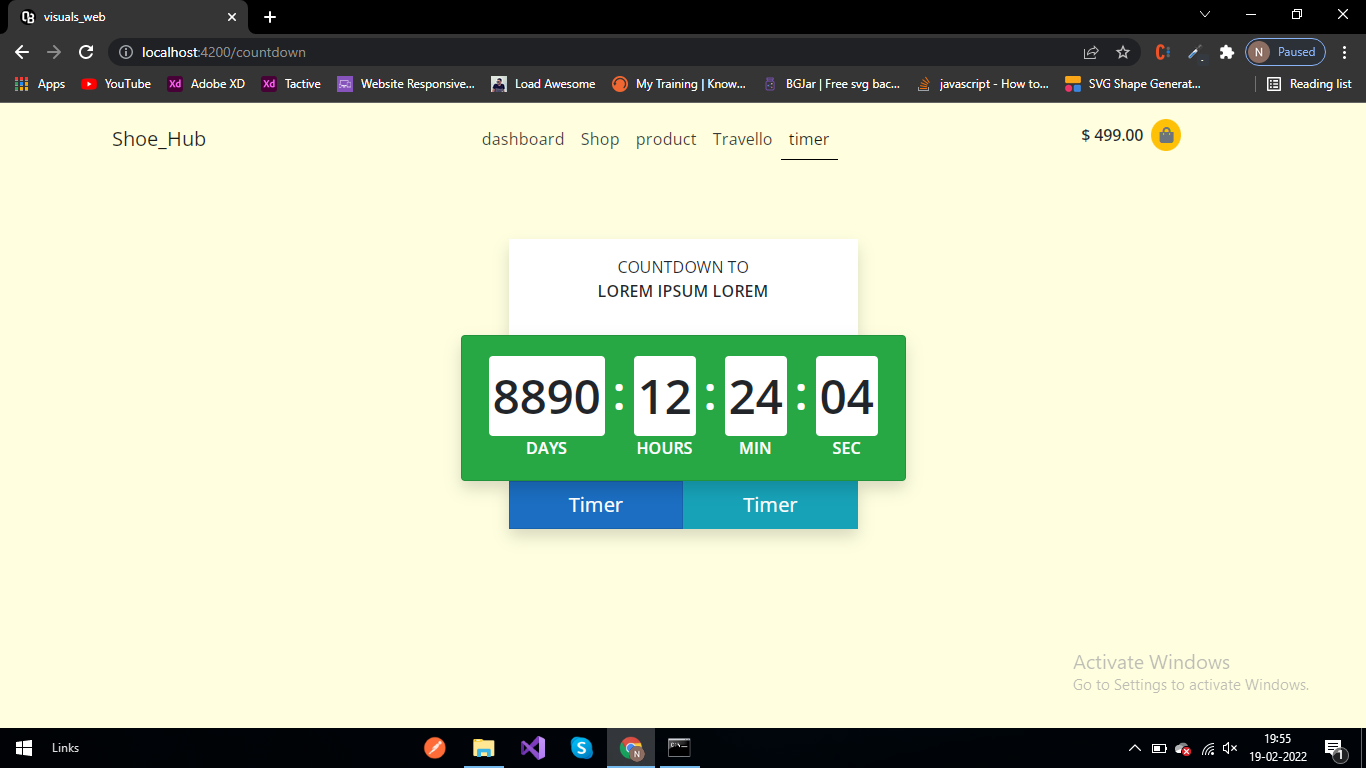 visuals_web
localhost:4200/countdown
N Paused
Apps YouTube Adobe XD Tactive Website Responsive... Load Awesome My Training | Know... BGJar | Free svg bac... javascript - How to... SVG Shape Generat... Reading list
Shoe_Hub dashboard Shop product Travello timer $ 499.00
COUNTDOWN TO
LOREM IPSUM LOREM
8890 : 12 : 24 : 04
DAYS HOURS MIN SEC
Timer Timer
Activate Windows
Go to Settings to activate Windows.
Links
19:55
19-02-2022
1